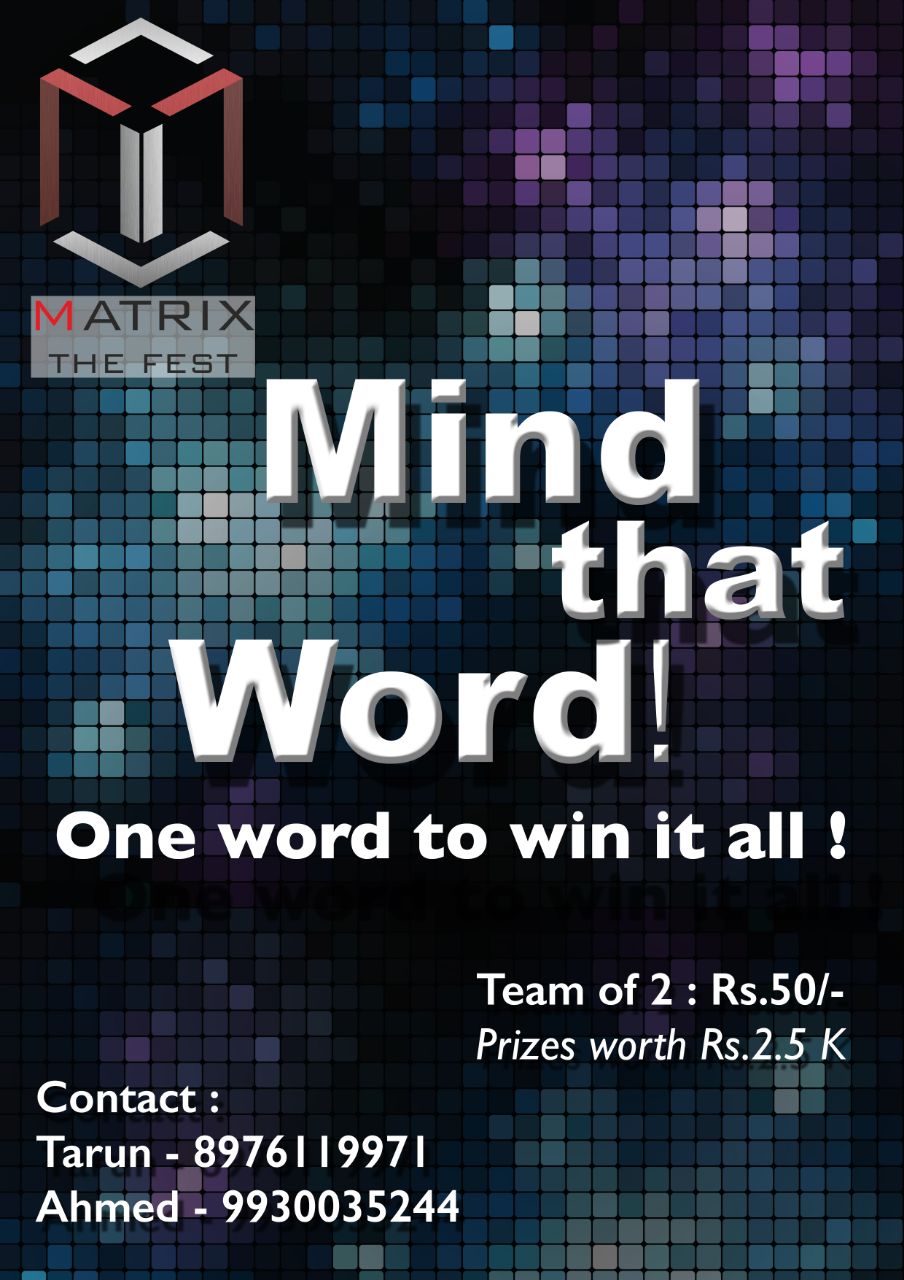 MATRIX
THE FEST
Mind
that
Word!
One word to win it all !
Team of 2 : Rs.50/-
Prizes worth Rs.2.5 K
Contact :
Tarun - 8976119971
Ahmed - 9930035244